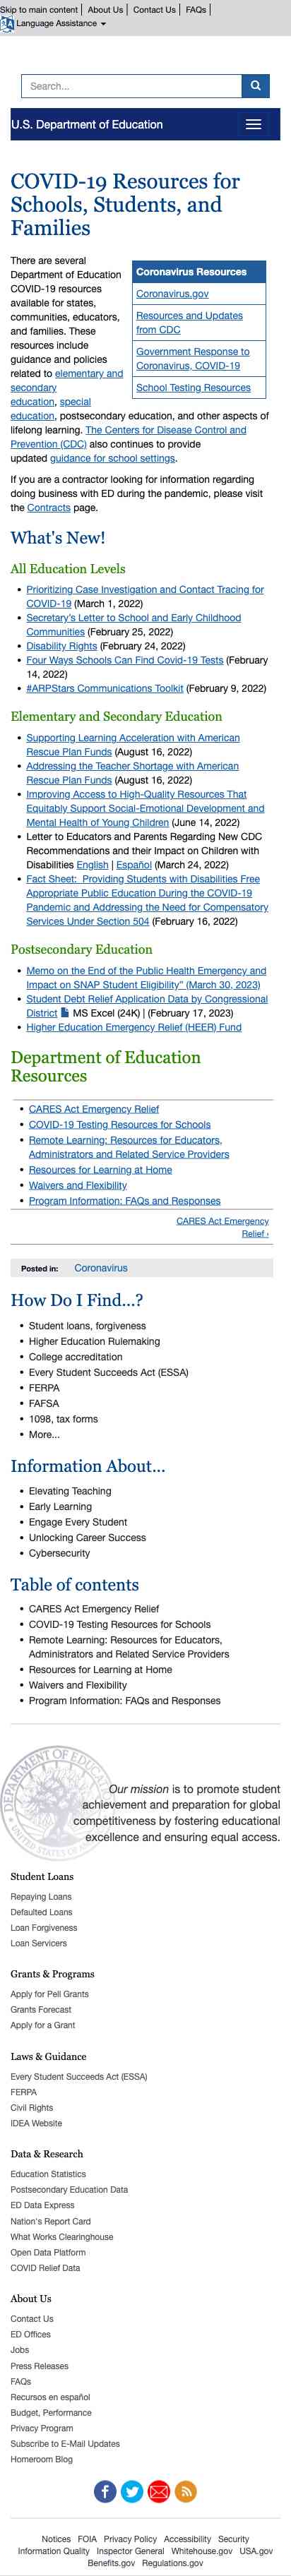 Skip to main content | About Us | Contact Us | FAQs |
Language Assistance
Search...
U.S. Department of Education
COVID-19 Resources for
Schools, Students, and
Families
There are several
Department of Education
COVID-19 resources
available for states,
communities, educators,
and families. These
resources include
guidance and policies
related to elementary and
secondary
education, special
education, postsecondary education, and other aspects of
lifelong learning. The Centers for Disease Control and
Prevention (CDC) also continues to provide
updated guidance for school settings.
Coronavirus Resources
Coronavirus.gov
Resources and Updates
from CDC
Government Response to
Coronavirus, COVID-19
School Testing Resources
If you are a contractor looking for information regarding
doing business with ED during the pandemic, please visit
the Contracts page.
What's New!
All Education Levels
• Prioritizing Case Investigation and Contact Tracing for
COVID-19 (March 1, 2022)
• Secretary's Letter to School and Early Childhood
Communities (February 25, 2022)
• Disability Rights (February 24, 2022)
• Four Ways Schools Can Find Covid-19 Tests (February
14, 2022)
• #ARPStars Communications Toolkit (February 9, 2022)
Elementary and Secondary Education
• Supporting Learning Acceleration with American
Rescue Plan Funds (August 16, 2022)
• Addressing the Teacher Shortage with American
Rescue Plan Funds (August 16, 2022)
• Improving Access to High-Quality Resources That
Equitably Support Social-Emotional Development and
Mental Health of Young Children (June 14, 2022)
• Letter to Educators and Parents Regarding New CDC
Recommendations and their Impact on Children with
Disabilities English | Español (March 24, 2022)
• Fact Sheet: Providing Students with Disabilities Free
Appropriate Public Education During the COVID-19
Pandemic and Addressing the Need for Compensatory
Services Under Section 504 (February 16, 2022)
Postsecondary Education
• Memo on the End of the Public Health Emergency and
Impact on SNAP Student Eligibility" (March 30, 2023)
• Student Debt Relief Application Data by Congressional
District MS Excel (24K) | (February 17, 2023)
• Higher Education Emergency Relief (HEER) Fund
Department of Education
Resources
• CARES Act Emergency Relief
• COVID-19 Testing Resources for Schools
• Remote Learning: Resources for Educators,
Administrators and Related Service Providers
• Resources for Learning at Home
• Waivers and Flexibility
• Program Information: FAQs and Responses
CARES Act Emergency
Relief ›
Posted in: Coronavirus
How Do I Find...?
• Student loans, forgiveness
• Higher Education Rulemaking
• College accreditation
• Every Student Succeeds Act (ESSA)
• FERPA
• FAFSA
• 1098, tax forms
• More...
Information About...
• Elevating Teaching
• Early Learning
• Engage Every Student
• Unlocking Career Success
• Cybersecurity
Table of contents
• CARES Act Emergency Relief
• COVID-19 Testing Resources for Schools
• Remote Learning: Resources for Educators,
Administrators and Related Service Providers
• Resources for Learning at Home
• Waivers and Flexibility
• Program Information: FAQs and Responses
Our mission is to promote student
achievement and preparation for global
competitiveness by fostering educational
excellence and ensuring equal access.
Student Loans
Repaying Loans
Defaulted Loans
Loan Forgiveness
Loan Servicers
Grants & Programs
Apply for Pell Grants
Grants Forecast
Apply for a Grant
Laws & Guidance
Every Student Succeeds Act (ESSA)
FERPA
Civil Rights
IDEA Website
Data & Research
Education Statistics
Postsecondary Education Data
ED Data Express
Nation's Report Card
What Works Clearinghouse
Open Data Platform
COVID Relief Data
About Us
Contact Us
ED Offices
Jobs
Press Releases
FAQs
Recursos en español
Budget, Performance
Privacy Program
Subscribe to E-Mail Updates
Homeroom Blog
Notices FOIA Privacy Policy Accessibility Security
Information Quality Inspector General Whitehouse.gov USA.gov
Benefits.gov Regulations.gov